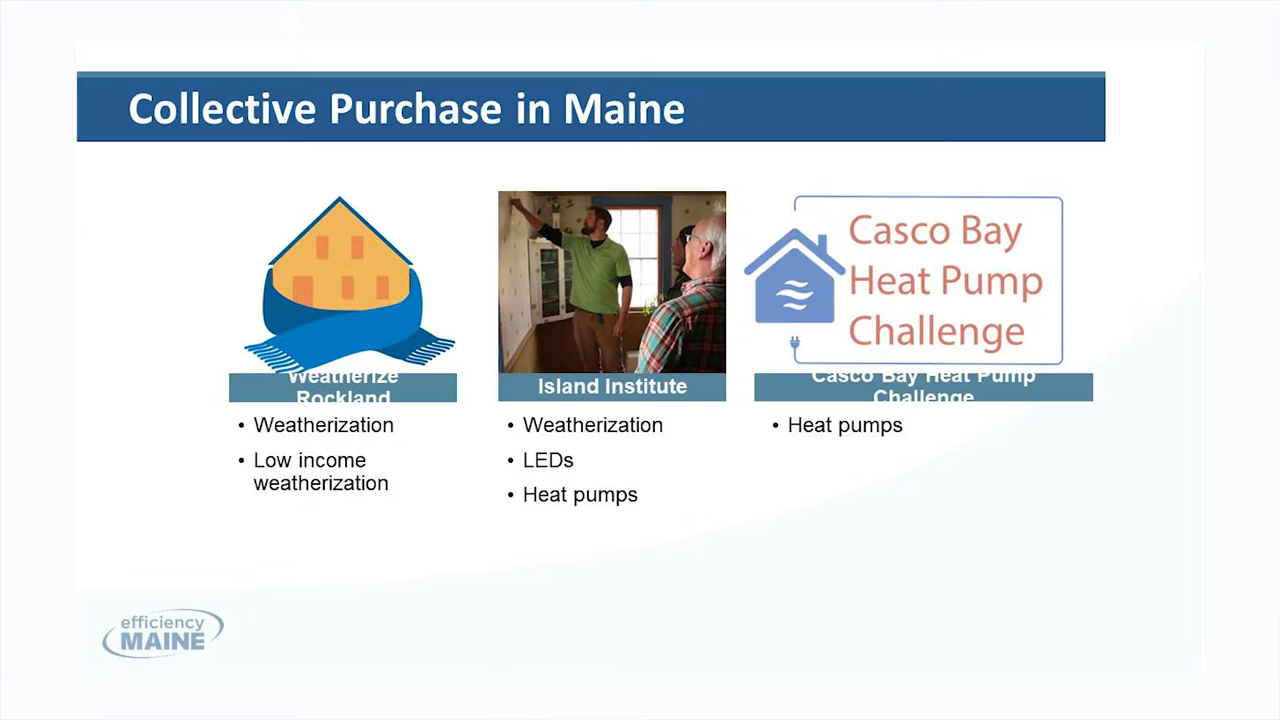 Collective Purchase in Maine
Casco Bay
Heat Pump
Challenge
Weatherize
Rockland
Island Institute
Casco Bay Heat Pump
Challenge
• Weatherization
• Low income
weatherization
• Weatherization
• LEDs
• Heat pumps
• Heat pumps
efficiency
MAINE